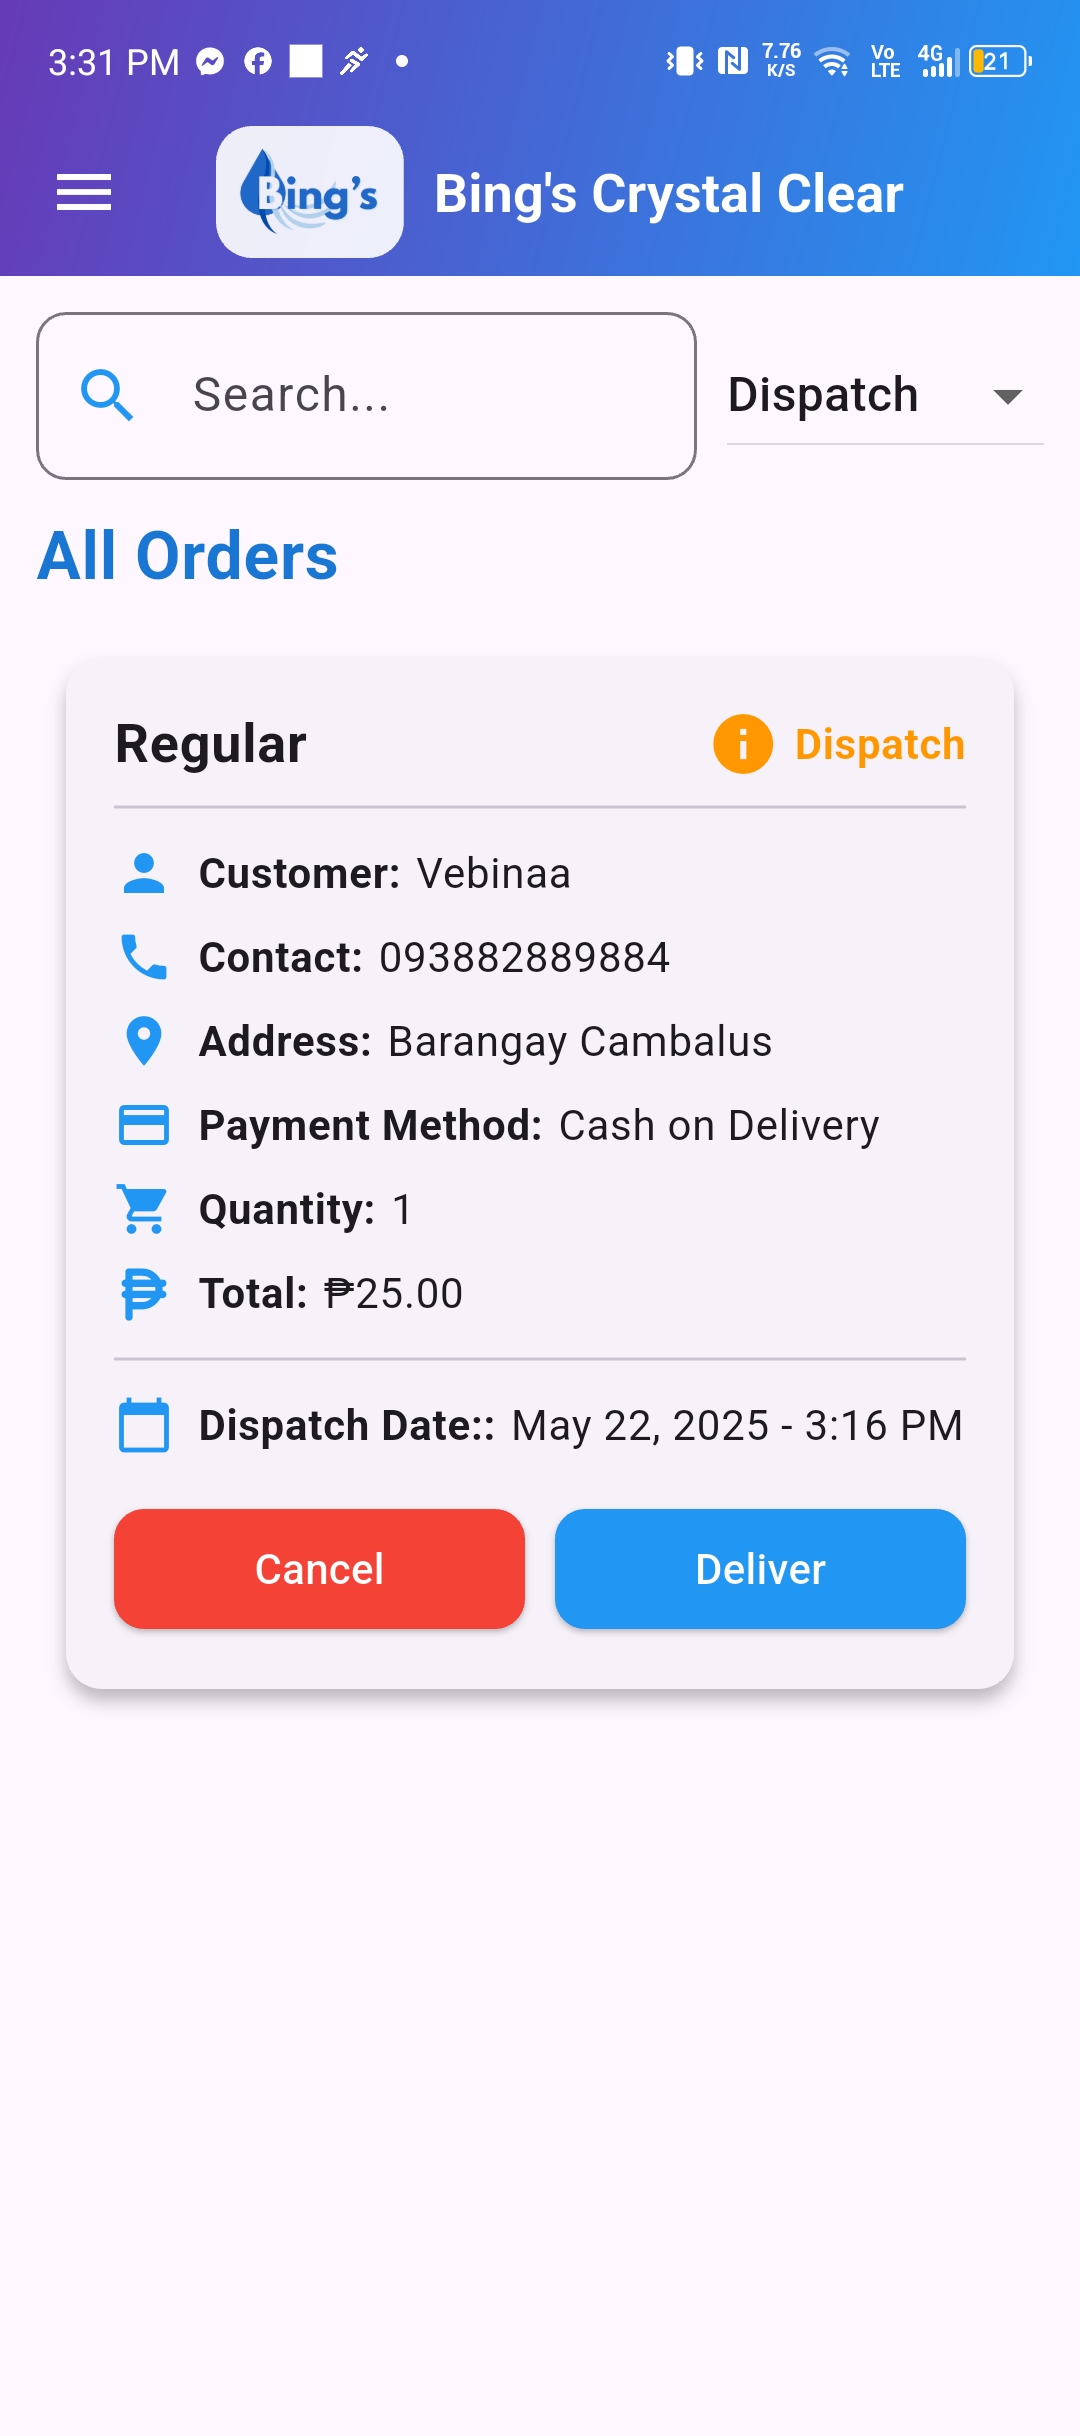 3:31 PM
7.76
K/S
Vo
LTE
4G
21
Bing's
Bing's Crystal Clear
Search...
Dispatch
All Orders
Regular
Dispatch
Customer: Vebinaa
Contact: 093882889884
Address: Barangay Cambalus
Payment Method: Cash on Delivery
Quantity: 1
Total: ₱25.00
Dispatch Date:: May 22, 2025 - 3:16 PM
Cancel
Deliver